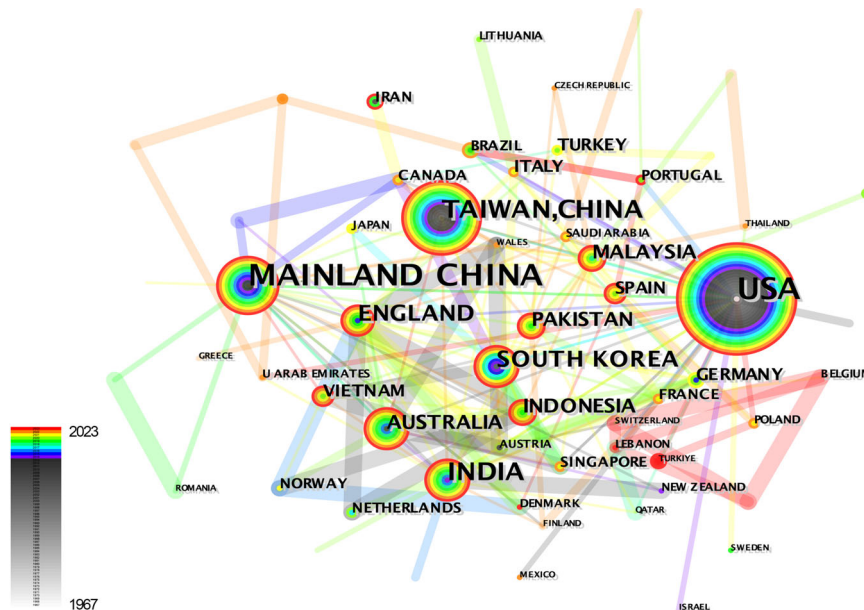 LITHUANIA
CZECH REPUBLIC
IRAN
BRAZIL
TURKEY
ITALY
CANADA
PORTUGAL
TAIWAN,CHINA
JAPAN
WALES
SAUDI ARABIA
THAILAND
MALAYSIA
MAINLAND CHINA
SPAIN
USA
ENGLAND
PAKISTAN
GREECE
SOUTH KOREA
U ARAB EMIRATES
GERMANY
BELGIUM
VIETNAM
FRANCE
INDONESIA
AUSTRALIA
SWITZERLAND
POLAND
2023
AUSTRIA
LEBANON
TURKIYE
INDIA
SINGAPORE
ROMANIA
NORWAY
NEW ZEALAND
NETHERLANDS
DENMARK
QATAR
FINLAND
SWEDEN
MEXICO
1967
ISRAEL